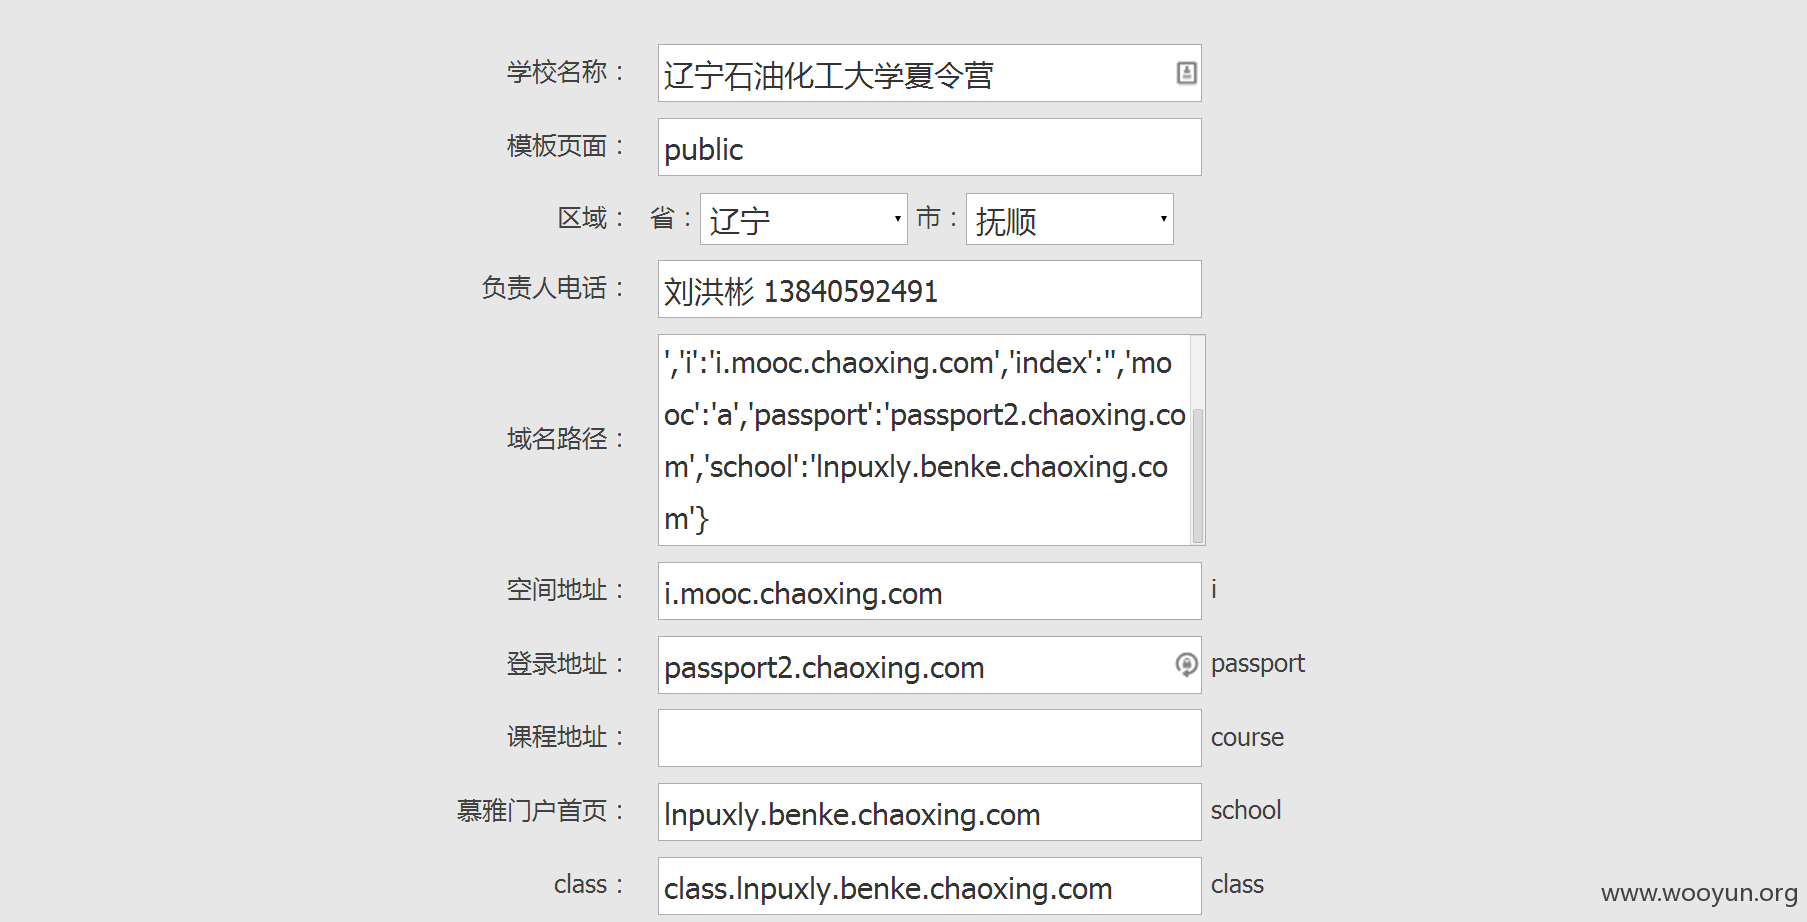 学校名称： 辽宁石油化工大学夏令营
模板页面： public
区域： 省： 辽宁 市： 抚顺
负责人电话： 刘洪彬 13840592491
域名路径：
','i':'i.mooc.chaoxing.com','index':'','mo
oc':'a','passport':'passport2.chaoxing.co
m','school':'lnpuxly.benke.chaoxing.co
m'}
空间地址： i.mooc.chaoxing.com i
登录地址： passport2.chaoxing.com passport
课程地址： course
慕雅门户首页： lnpuxly.benke.chaoxing.com school
class： class.lnpuxly.benke.chaoxing.com class
www.wooyun.org